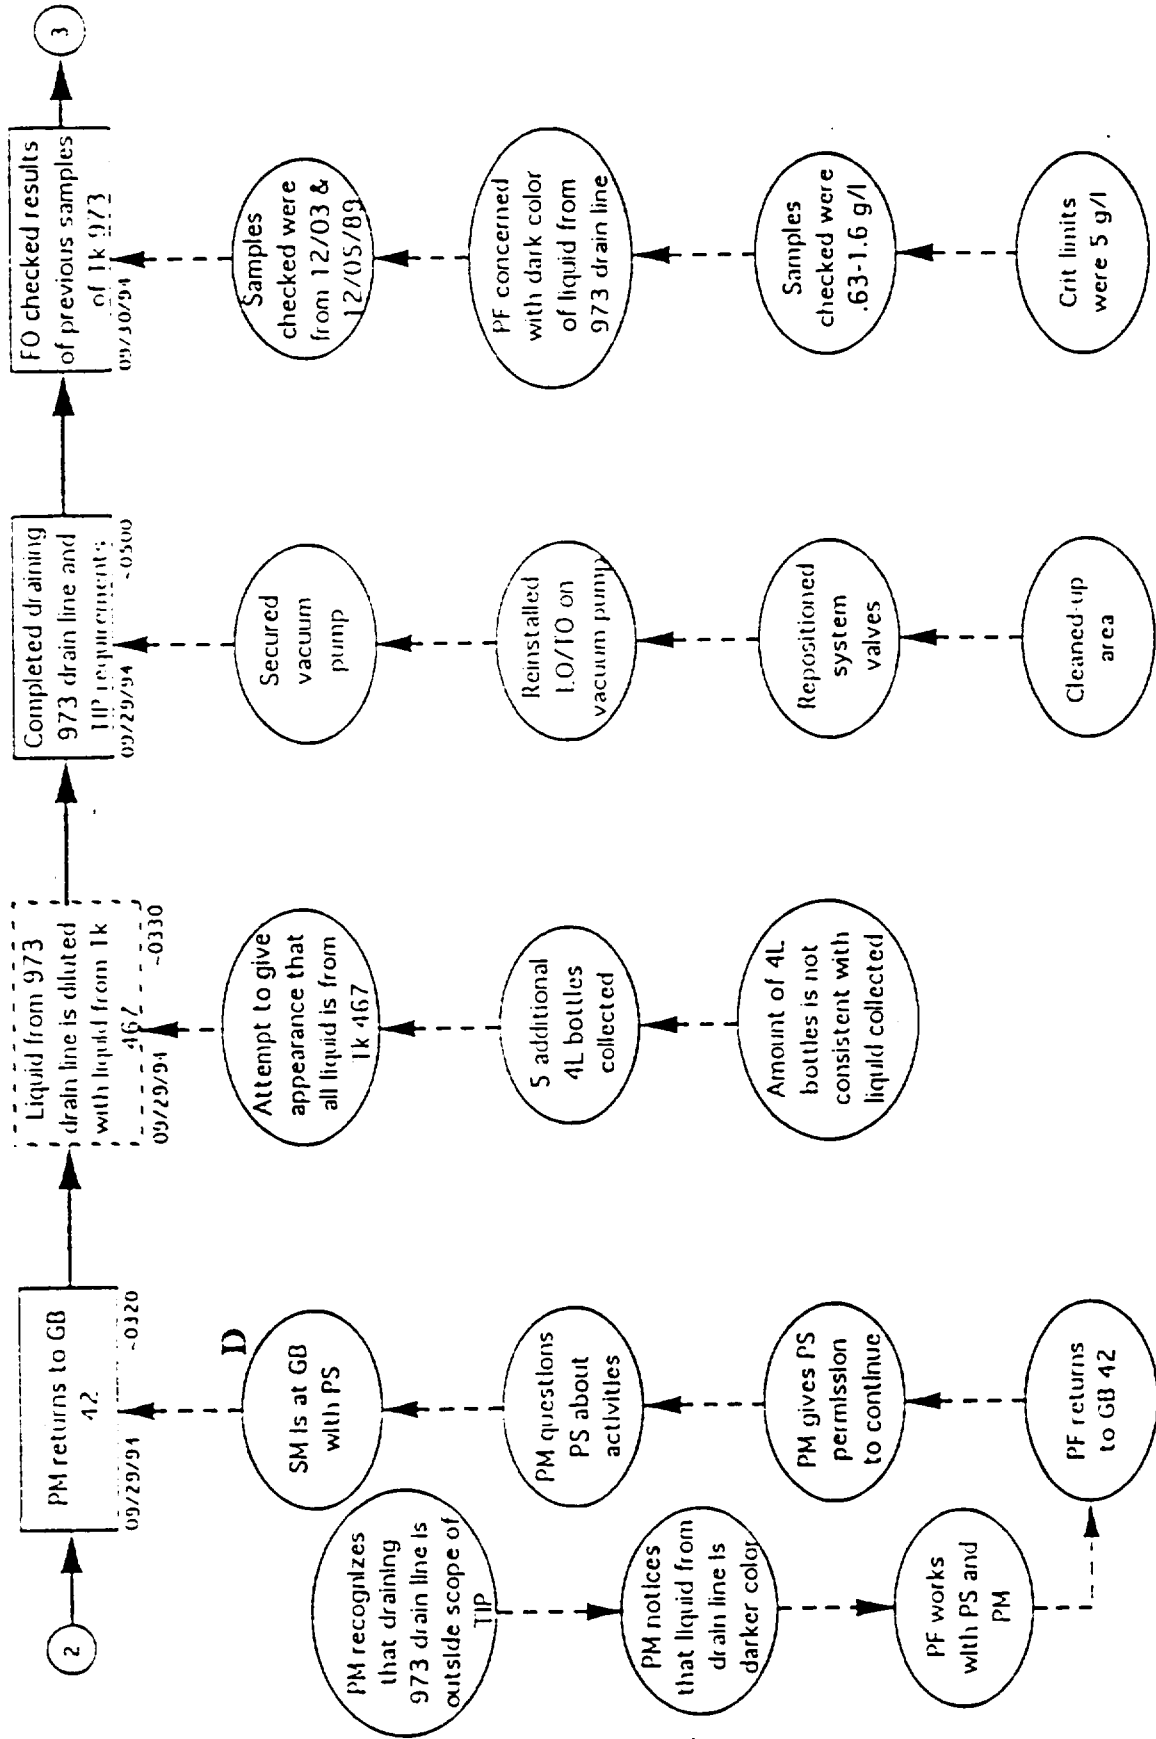 2
PM returns to GB
42
09/29/94 ~0320
D
SM is at GB
with PS
PM questions
PS about
activities
PM gives PS
permission
to continue
PF returns
to GB 42
PM recognizes
that draining
973 drain line is
outside scope of
TIP
PM notices
that liquid from
drain line is
darker color
PF works
with PS and
PM
Liquid from 973
drain line is diluted
with liquid from Tk
467
09/29/94 ~0330
Attempt to give
appearance that
all liquid is from
Tk 467
5 additional
4L bottles
collected
Amount of 4L
bottles is not
consistent with
liquid collected
Completed draining
973 drain line and
TIP requirements
09/29/94 ~0500
Secured
vacuum
pump
Reinstalled
LO/TO on
vacuum pump
Repositioned
system
valves
Cleaned-up
area
FO checked results
of previous samples
of Tk 973
09/30/94
Samples
checked were
from 12/03 &
12/05/89
PF concerned
with dark color
of liquid from
973 drain line
Samples
checked were
.63-1.6 g/l
Crit limits
were 5 g/l
3